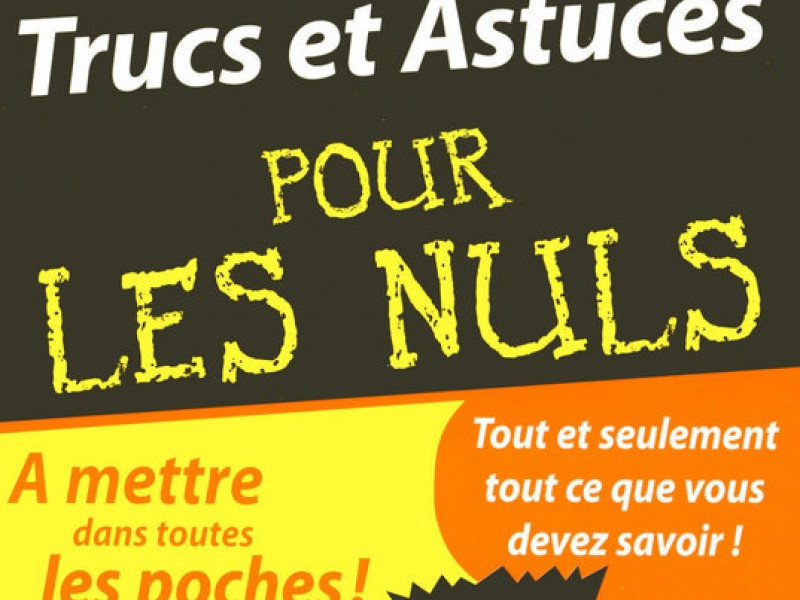 Trucs et Astuces
POUR
LES NULS
A mettre
dans toutes
les poches !
Tout et seulement
tout ce que vous
devez savoir !